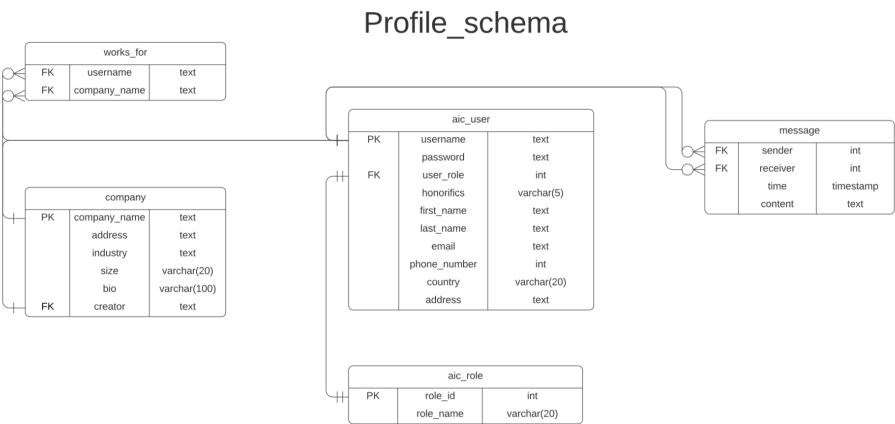 Profile_schema
works_for
FK username text
FK company_name text
aic_user
PK username text
password text
FK user_role int
honorifics varchar(5)
first_name text
last_name text
email text
phone_number int
country varchar(20)
address text
message
FK sender int
FK receiver int
time timestamp
content text
company
PK company_name text
address text
industry text
size varchar(20)
bio varchar(100)
FK creator text
aic_role
PK role_id int
role_name varchar(20)